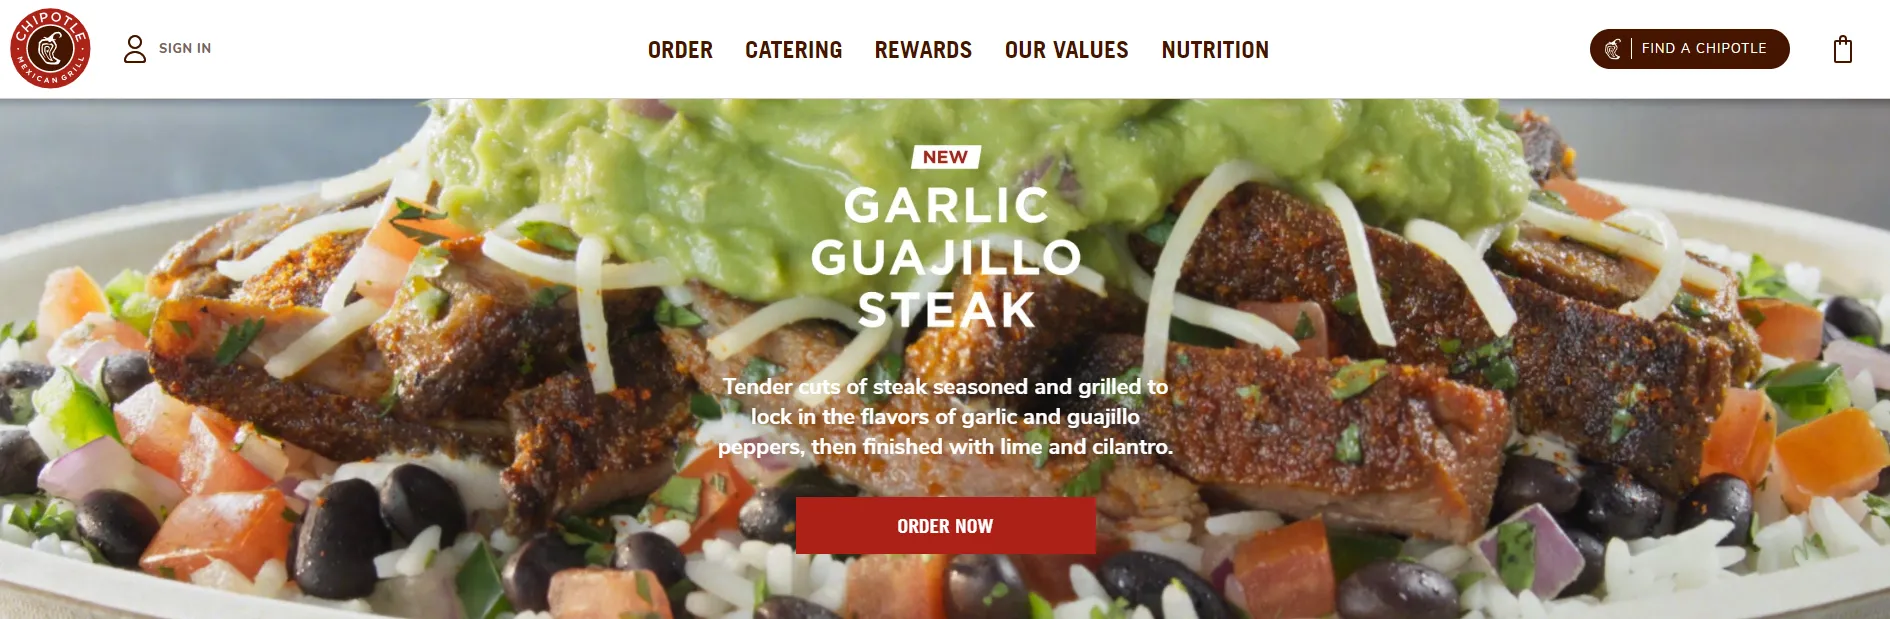 CHIPOTLE
MEXICAN GRILL
SIGN IN
ORDER
CATERING
REWARDS
OUR VALUES
NUTRITION
FIND A CHIPOTLE
NEW
GARLIC
GUAJILLO
STEAK
Tender cuts of steak seasoned and grilled to
lock in the flavors of garlic and guajillo
peppers, then finished with lime and cilantro.
ORDER NOW